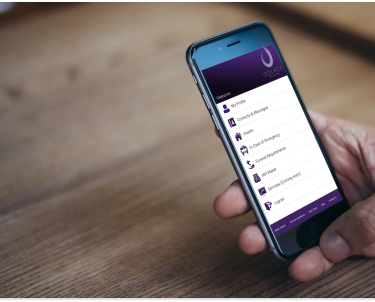 Welcome
My Profile
Contacts & Messages
Assets
In Case of Emergency
Funeral Requirements
Will Maker
Services (Coming soon)
Logout